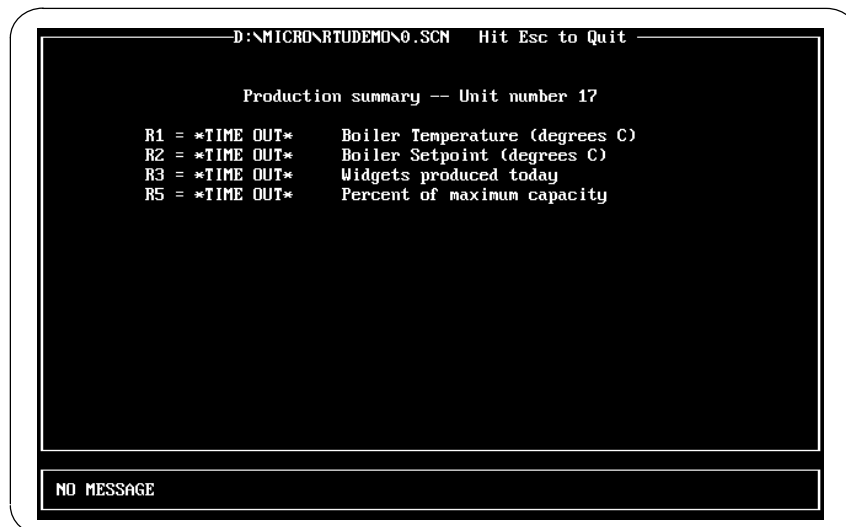 D:\MICRO\RTUDEMO\0.SCN Hit Esc to Quit
Production summary -- Unit number 17
R1 = *TIME OUT* Boiler Temperature (degrees C)
R2 = *TIME OUT* Boiler Setpoint (degrees C)
R3 = *TIME OUT* Widgets produced today
R5 = *TIME OUT* Percent of maximum capacity
NO MESSAGE